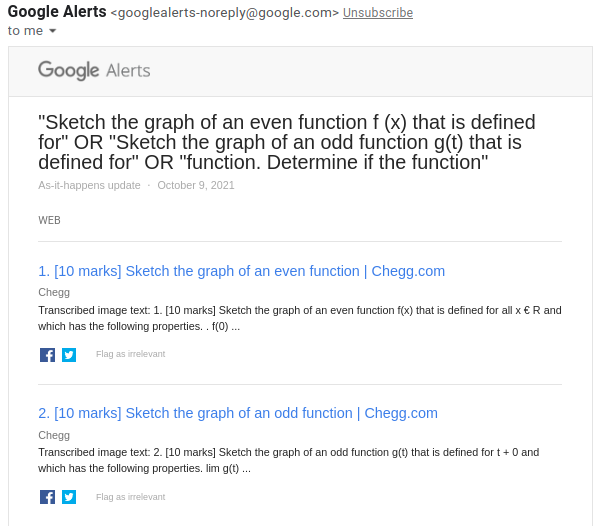 Google Alerts <googlealerts-noreply@google.com> Unsubscribe
to me
Google Alerts
"Sketch the graph of an even function f (x) that is defined
for" OR "Sketch the graph of an odd function g(t) that is
defined for" OR "function. Determine if the function"
As-it-happens update · October 9, 2021
WEB
1. [10 marks] Sketch the graph of an even function | Chegg.com
Chegg
Transcribed image text: 1. [10 marks] Sketch the graph of an even function f(x) that is defined for all x € R and
which has the following properties. . f(0) ...
Flag as irrelevant
2. [10 marks] Sketch the graph of an odd function | Chegg.com
Chegg
Transcribed image text: 2. [10 marks] Sketch the graph of an odd function g(t) that is defined for t + 0 and
which has the following properties. lim g(t) ...
Flag as irrelevant